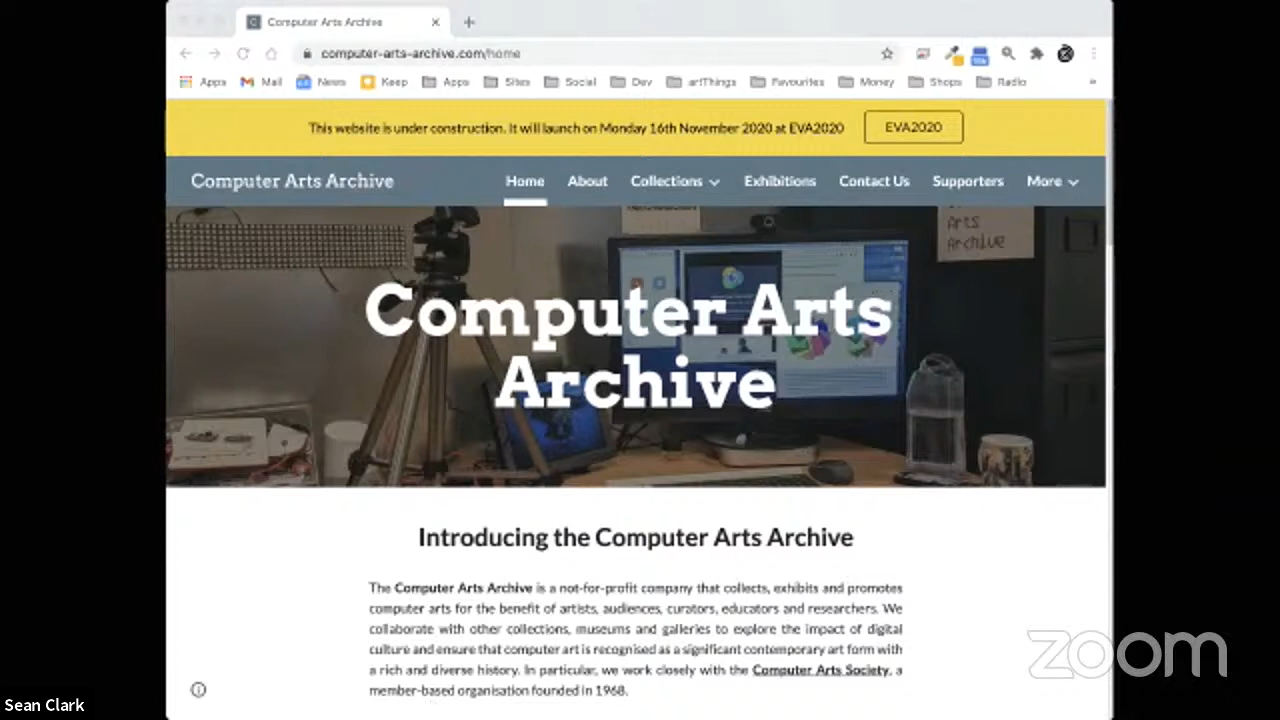 Computer Arts Archive
computer-arts-archive.com/home
Apps Mail News Keep Apps Sites Social Dev artThings Favourites Money Shops Radio »
This website is under construction. It will launch on Monday 16th November 2020 at EVA2020 EVA2020
Computer Arts Archive Home About Collections Exhibitions Contact Us Supporters More
Arts
Archive
Computer Arts
Archive
Introducing the Computer Arts Archive
The Computer Arts Archive is a not-for-profit company that collects, exhibits and promotes
computer arts for the benefit of artists, audiences, curators, educators and researchers. We
collaborate with other collections, museums and galleries to explore the impact of digital
culture and ensure that computer art is recognised as a significant contemporary art form with
a rich and diverse history. In particular, we work closely with the Computer Arts Society, a
member-based organisation founded in 1968.
zoom
Sean Clark